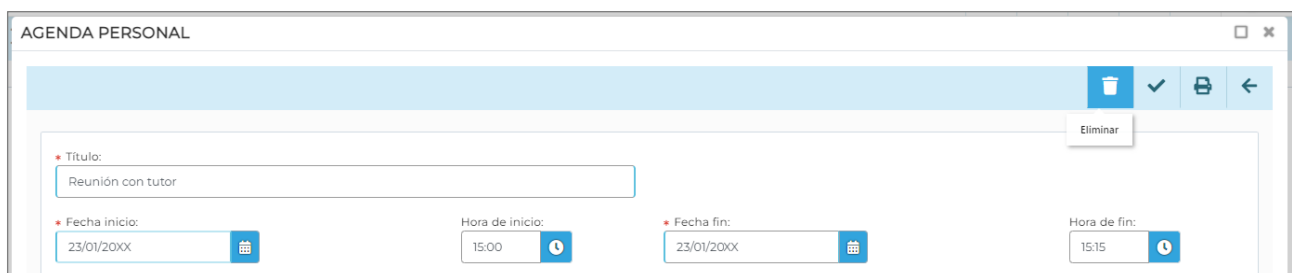 AGENDA PERSONAL
Eliminar
* Título:
Reunión con tutor
* Fecha inicio: Hora de inicio: * Fecha fin: Hora de fin:
23/01/20XX 15:00 23/01/20XX 15:15